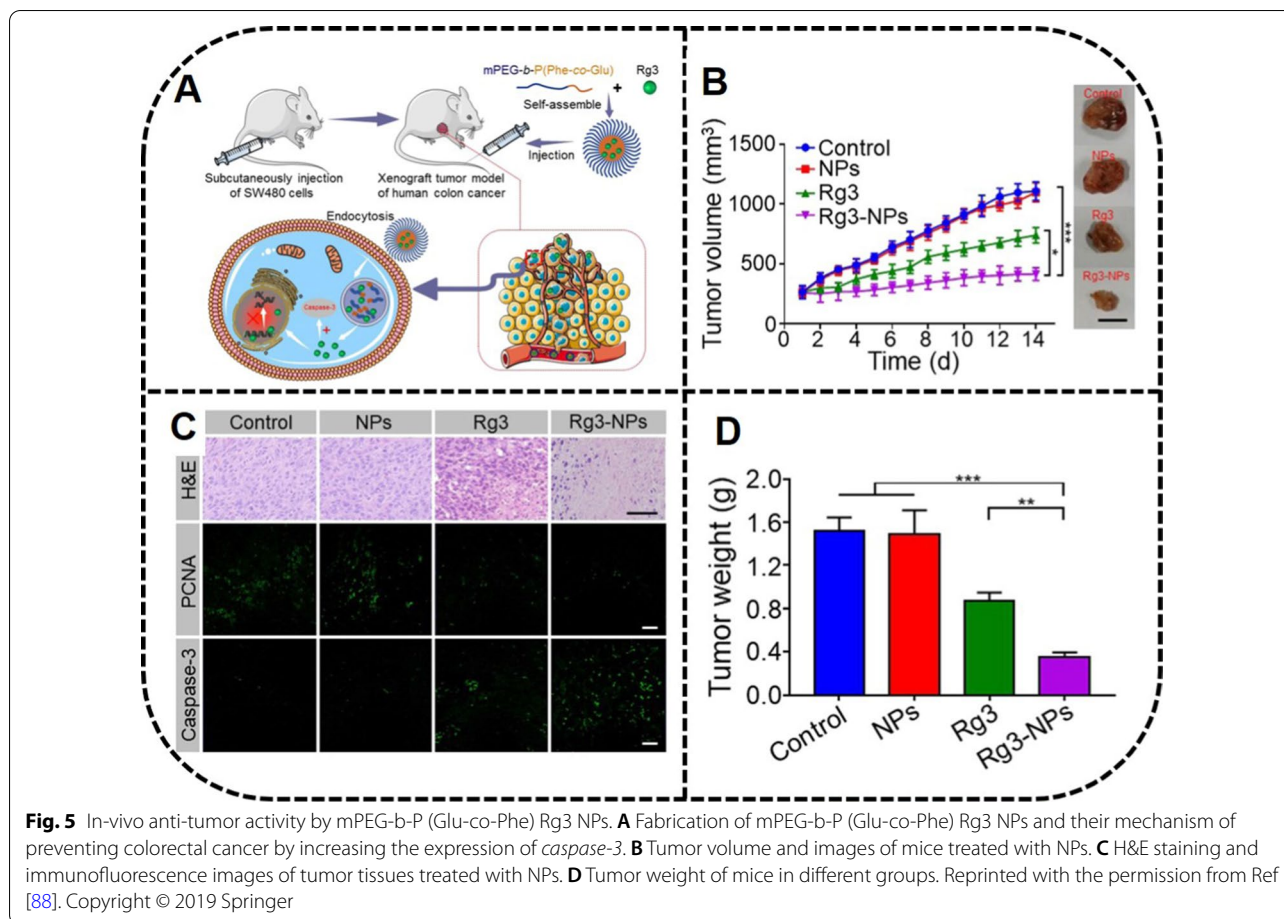 A
mPEG-b-P(Phe-co-Glu)
Rg3
+
Self-assemble
Injection
Subcutaneously injection
of SW480 cells
Xenograft tumor model
of human colon cancer
Endocytosis
Caspase-3
+
B
Tumor volume (mm³)
1500
1000
500
0
Control
NPs
Rg3
Rg3-NPs
*
***
2 4 6 8 10 12 14
Time (d)
Control
NPs
Rg3
Rg3-NPs
C
Control NPs Rg3 Rg3-NPs
H&E
PCNA
Caspase-3
D
Tumor weight (g)
2.0
1.6
1.2
0.8
0.4
0.0
***
**
Control NPs Rg3 Rg3-NPs
Fig. 5 In-vivo anti-tumor activity by mPEG-b-P (Glu-co-Phe) Rg3 NPs. A Fabrication of mPEG-b-P (Glu-co-Phe) Rg3 NPs and their mechanism of
preventing colorectal cancer by increasing the expression of caspase-3. B Tumor volume and images of mice treated with NPs. C H&E staining and
immunofluorescence images of tumor tissues treated with NPs. D Tumor weight of mice in different groups. Reprinted with the permission from Ref
[88]. Copyright © 2019 Springer